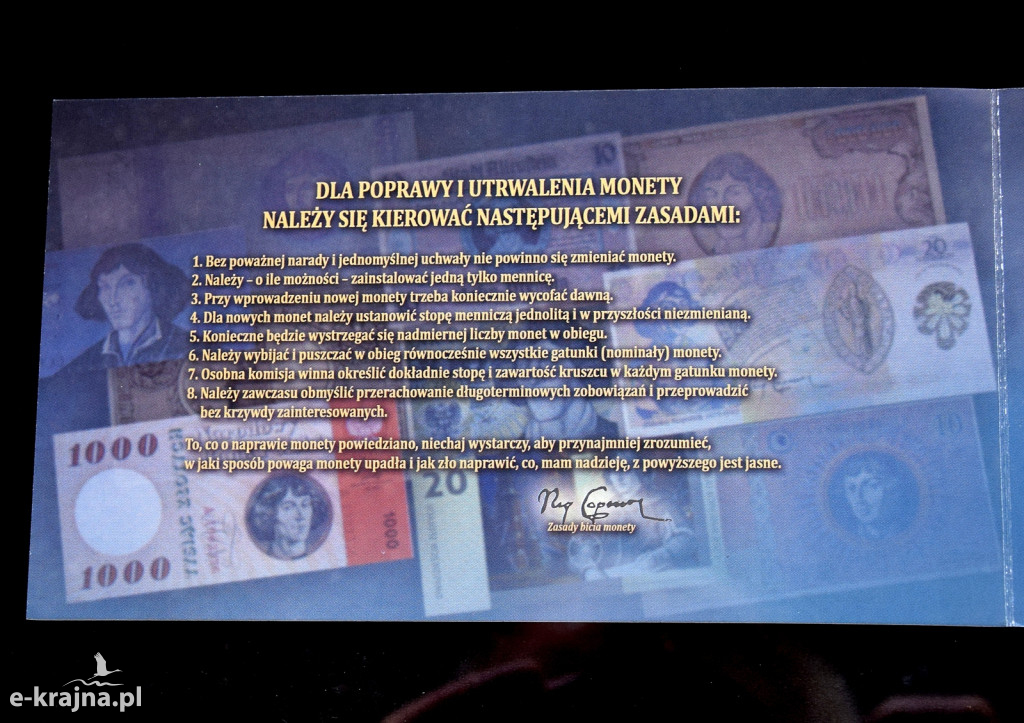 DLA POPRAWY I UTRWALENIA MONETY
NALEŻY SIĘ KIEROWAĆ NASTĘPUJĄCEMI ZASADAMI:
1. Bez poważnej narady i jednomyślnej uchwały nie powinno się zmieniać monety.
2. Należy – o ile możności – zainstalować jedną tylko mennicę.
3. Przy wprowadzeniu nowej monety trzeba koniecznie wycofać dawną.
4. Dla nowych monet należy ustanowić stopę menniczą jednolitą i w przyszłości niezmienianą.
5. Konieczne będzie wystrzegać się nadmiernej liczby monet w obiegu.
6. Należy wybijać i puszczać w obieg równocześnie wszystkie gatunki (nominały) monety.
7. Osobna komisja winna określić dokładnie stopę i zawartość kruszcu w każdym gatunku monety.
8. Należy zawczasu obmyślić przerachowanie długoterminowych zobowiązań i przeprowadzić
bez krzywdy zainteresowanych.
To, co o naprawie monety powiedziano, niechaj wystarczy, aby przynajmniej zrozumieć,
w jaki sposób powaga monety upadła i jak zło naprawić, co, mam nadzieję, z powyższego jest jasne.
Zasady bicia monety
10
20
1000
1000
1000
20
10
e-krajna.pl